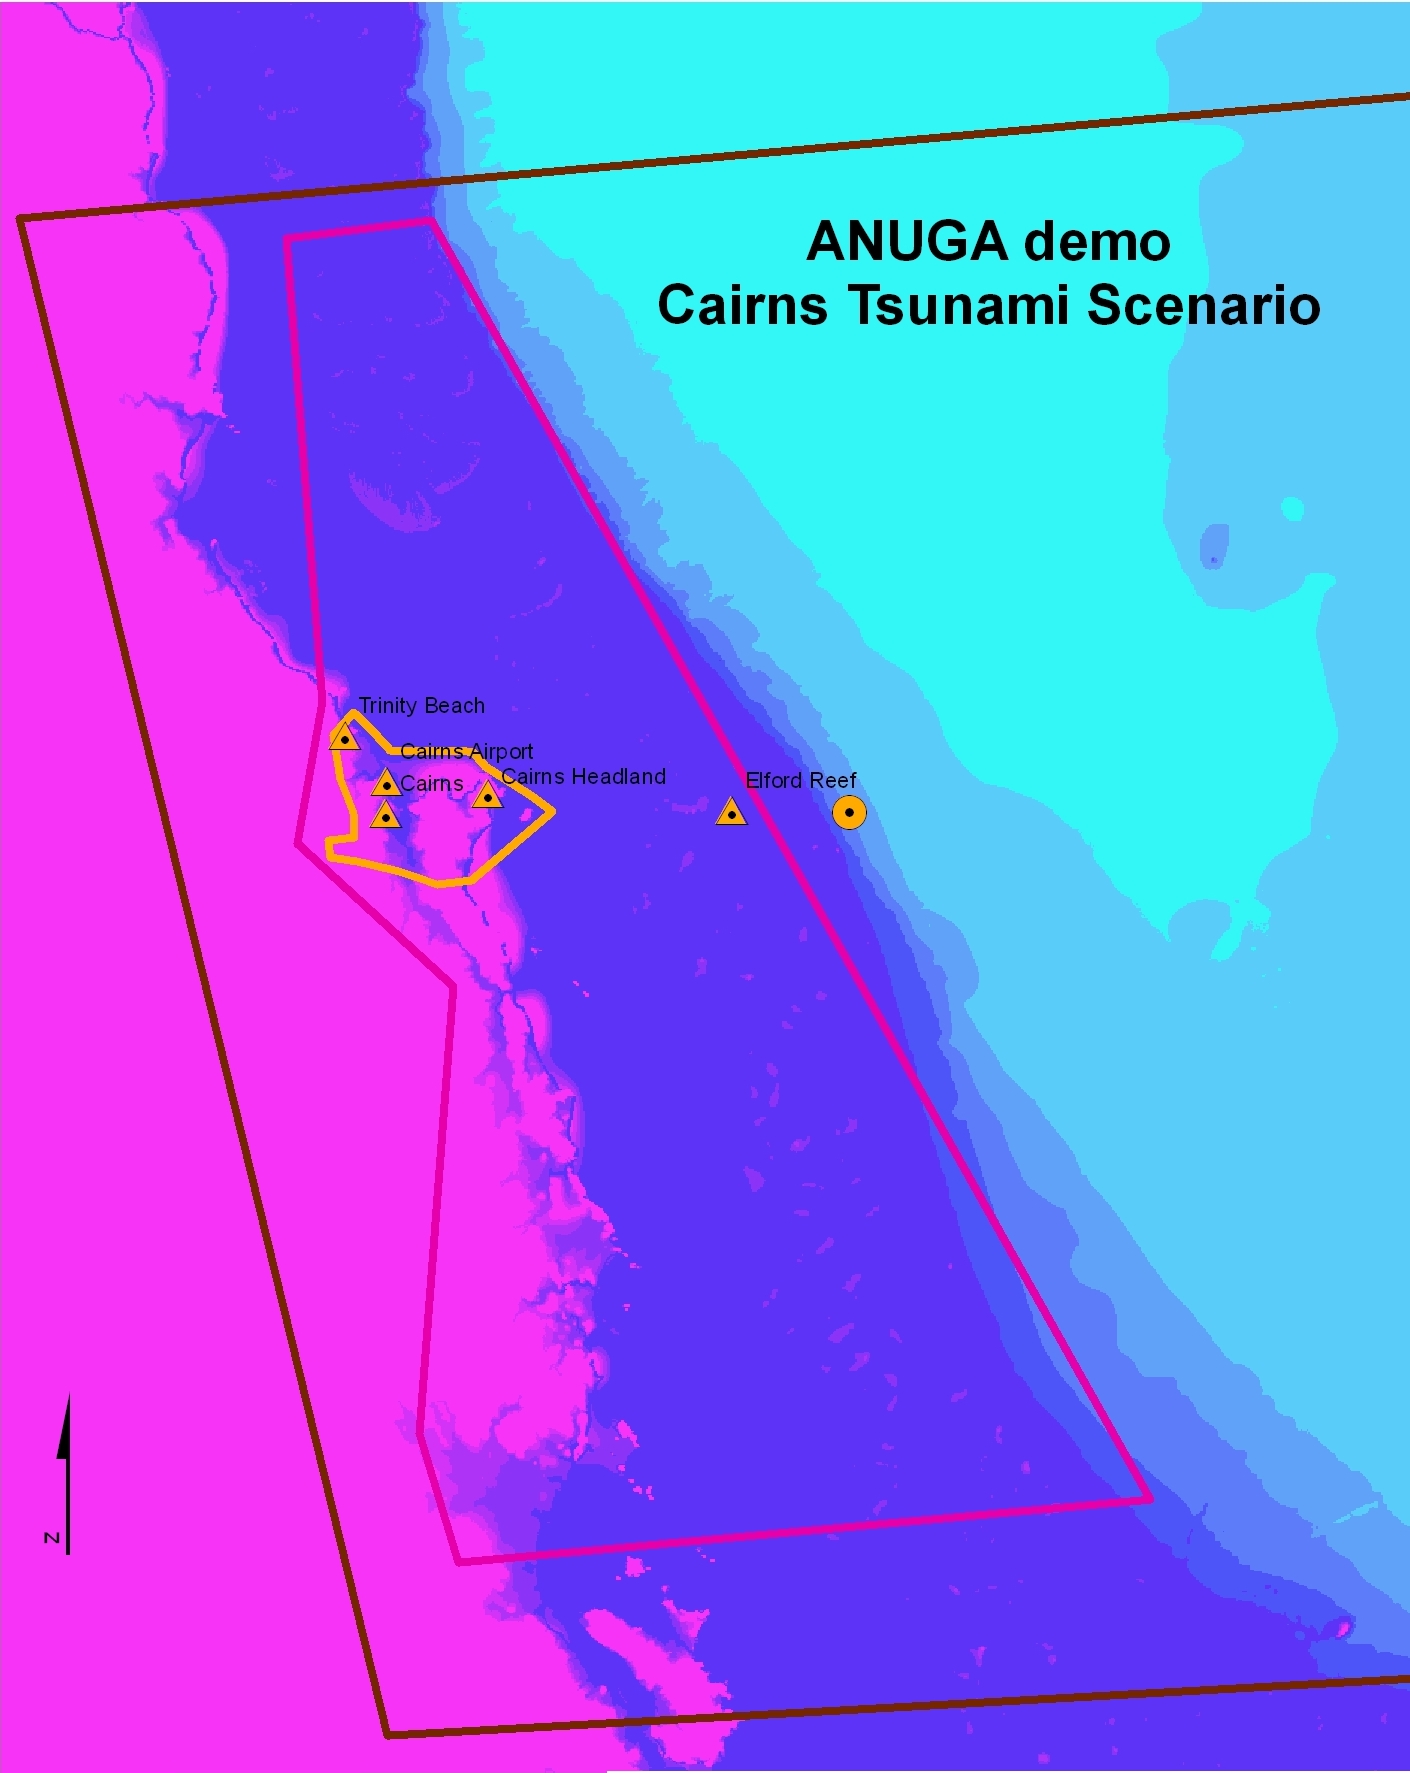 ANUGA demo
Cairns Tsunami Scenario
Trinity Beach
Cairns Airport
Cairns Headland
Elford Reef
Cairns
N